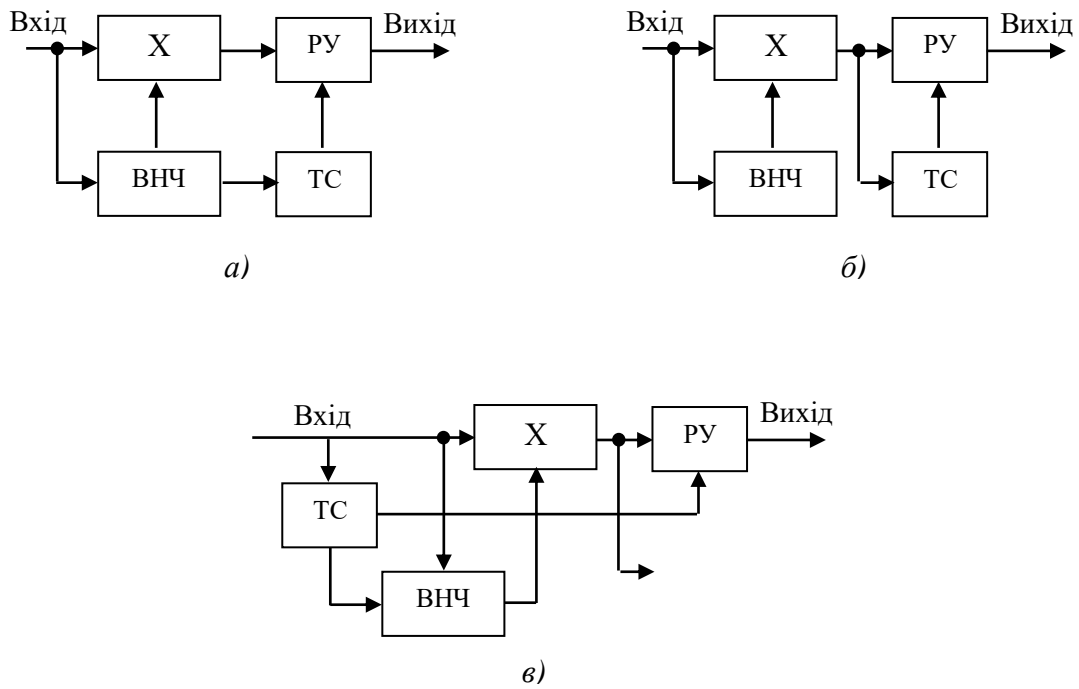 Вхід
X
РУ
Вихід
ВНЧ
ТС
а)
Вхід
X
РУ
Вихід
ВНЧ
ТС
б)
Вхід
X
РУ
Вихід
ТС
ВНЧ
в)